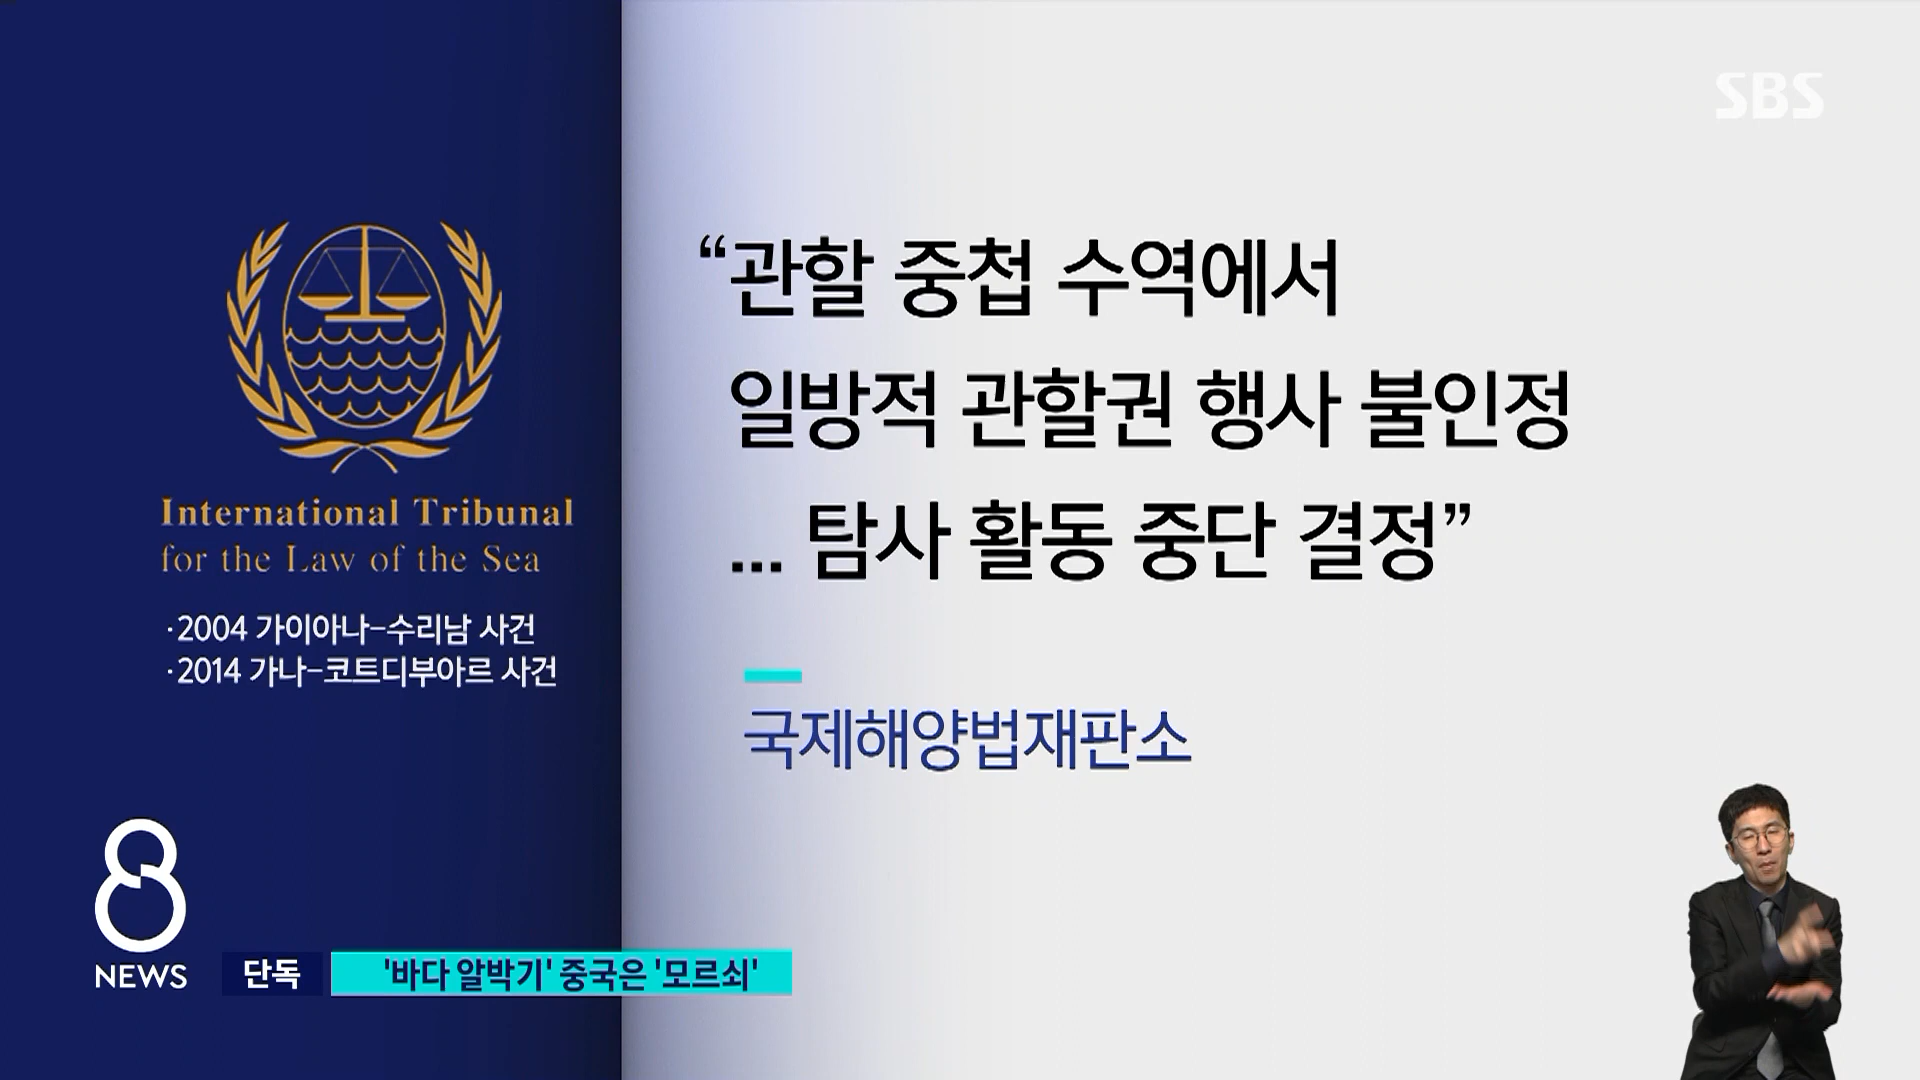 SBS
“관할 중첩 수역에서
일방적 관할권 행사 불인정
... 탐사 활동 중단 결정”
국제해양법재판소
International Tribunal
for the Law of the Sea
·2004 가이아나-수리남 사건
·2014 가나-코트디부아르 사건
8
NEWS
단독
'바다 알박기' 중국은 '모르쇠'